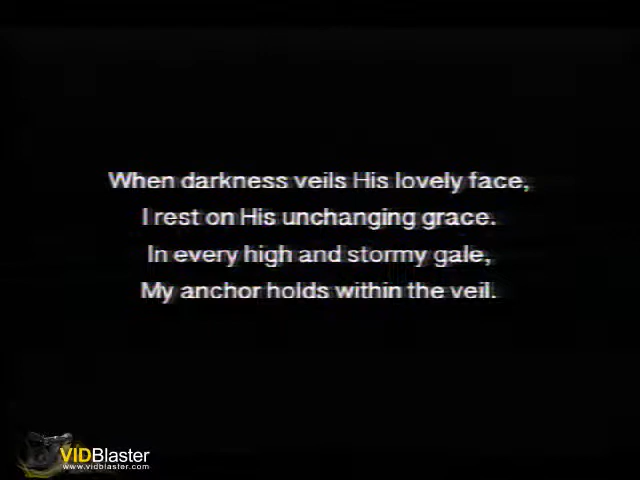 When darkness veils His lovely face,
I rest on His unchanging grace.
In every high and stormy gale,
My anchor holds within the veil.
VIDBlaster
www.vidblaster.com